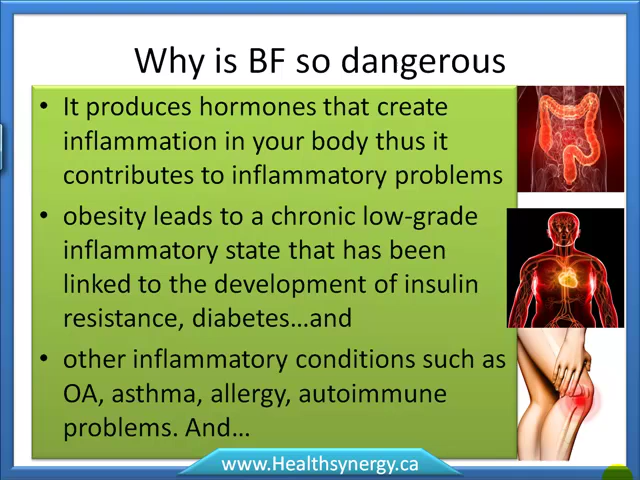 Why is BF so dangerous
• It produces hormones that create
inflammation in your body thus it
contributes to inflammatory problems
• obesity leads to a chronic low-grade
inflammatory state that has been
linked to the development of insulin
resistance, diabetes…and
• other inflammatory conditions such as
OA, asthma, allergy, autoimmune
problems. And…
www.Healthsynergy.ca